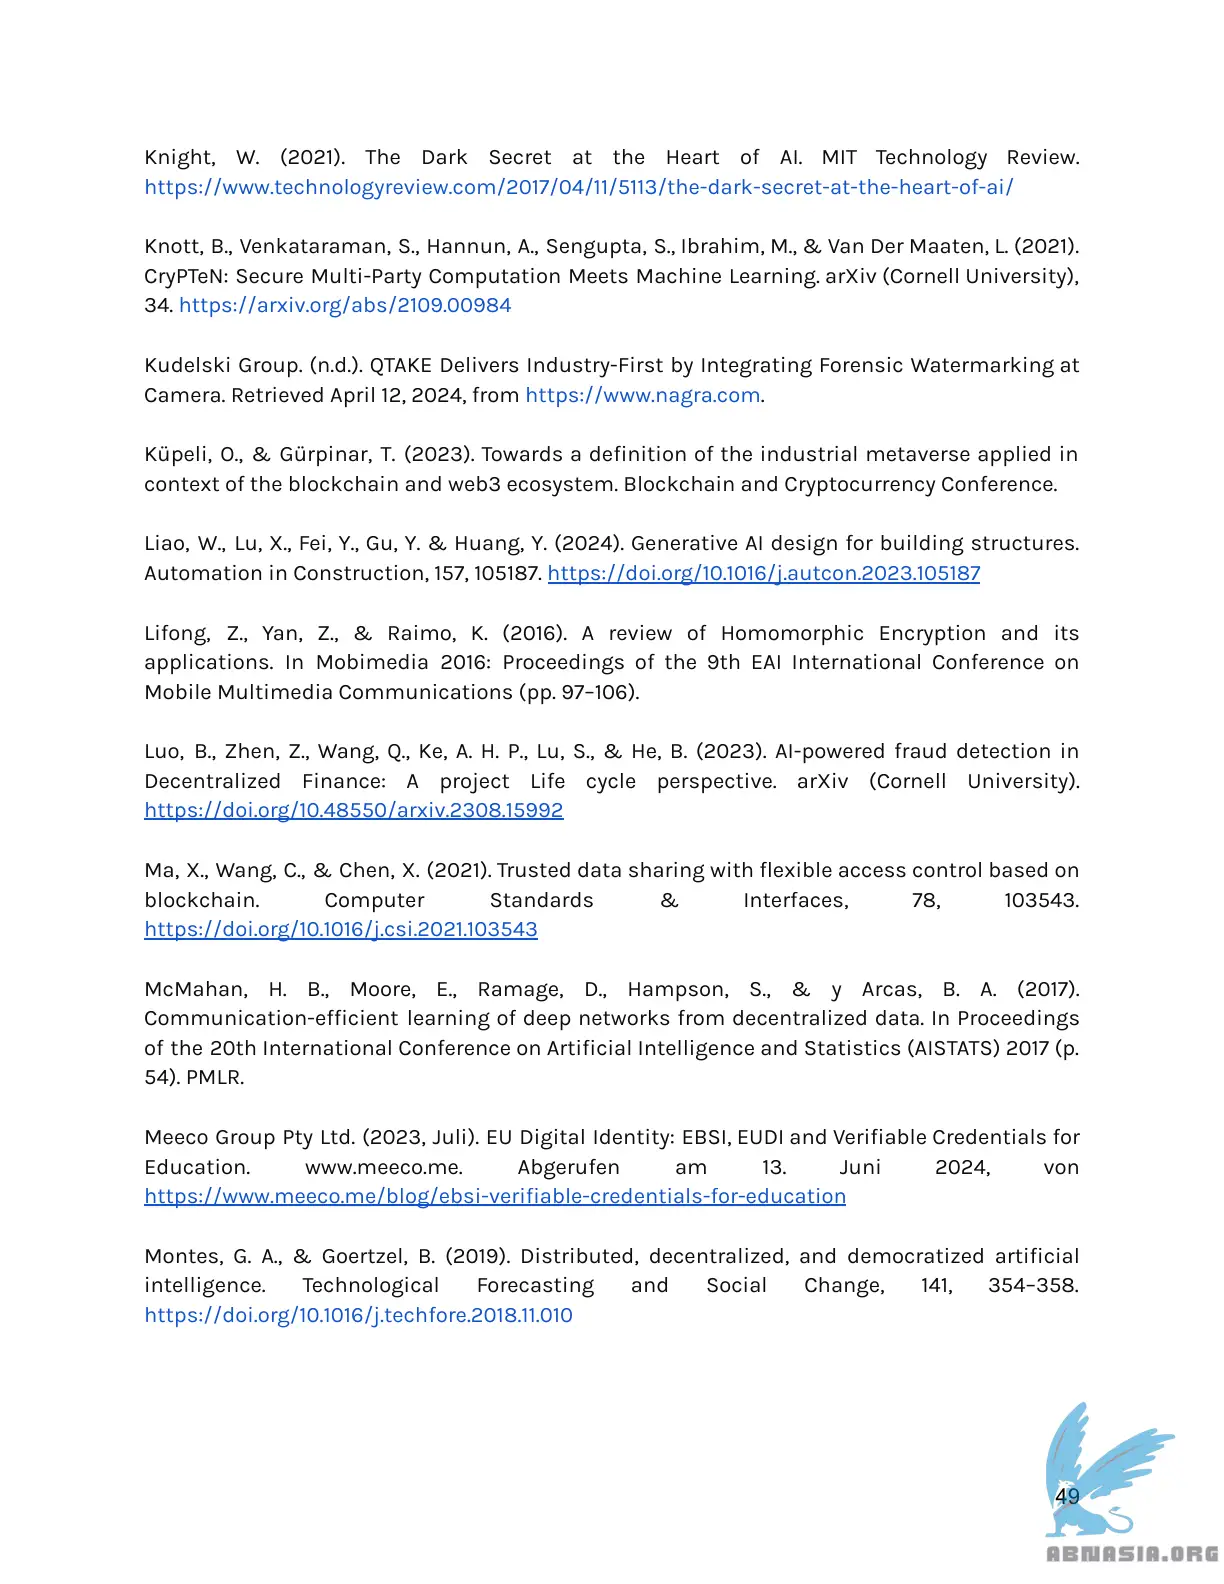 Knight, W. (2021). The Dark Secret at the Heart of AI. MIT Technology Review.
https://www.technologyreview.com/2017/04/11/5113/the-dark-secret-at-the-heart-of-ai/
Knott, B., Venkataraman, S., Hannun, A., Sengupta, S., Ibrahim, M., & Van Der Maaten, L. (2021).
CryPTeN: Secure Multi-Party Computation Meets Machine Learning. arXiv (Cornell University),
34. https://arxiv.org/abs/2109.00984
Kudelski Group. (n.d.). QTAKE Delivers Industry-First by Integrating Forensic Watermarking at
Camera. Retrieved April 12, 2024, from https://www.nagra.com.
Küpeli, O., & Gürpinar, T. (2023). Towards a definition of the industrial metaverse applied in
context of the blockchain and web3 ecosystem. Blockchain and Cryptocurrency Conference.
Liao, W., Lu, X., Fei, Y., Gu, Y. & Huang, Y. (2024). Generative AI design for building structures.
Automation in Construction, 157, 105187. https://doi.org/10.1016/j.autcon.2023.105187
Lifong, Z., Yan, Z., & Raimo, K. (2016). A review of Homomorphic Encryption and its
applications. In Mobimedia 2016: Proceedings of the 9th EAI International Conference on
Mobile Multimedia Communications (pp. 97–106).
Luo, B., Zhen, Z., Wang, Q., Ke, A. H. P., Lu, S., & He, B. (2023). AI-powered fraud detection in
Decentralized Finance: A project Life cycle perspective. arXiv (Cornell University).
https://doi.org/10.48550/arxiv.2308.15992
Ma, X., Wang, C., & Chen, X. (2021). Trusted data sharing with flexible access control based on
blockchain. Computer Standards & Interfaces, 78, 103543.
https://doi.org/10.1016/j.csi.2021.103543
McMahan, H. B., Moore, E., Ramage, D., Hampson, S., & y Arcas, B. A. (2017).
Communication-efficient learning of deep networks from decentralized data. In Proceedings
of the 20th International Conference on Artificial Intelligence and Statistics (AISTATS) 2017 (p.
54). PMLR.
Meeco Group Pty Ltd. (2023, Juli). EU Digital Identity: EBSI, EUDI and Verifiable Credentials for
Education. www.meeco.me. Abgerufen am 13. Juni 2024, von
https://www.meeco.me/blog/ebsi-verifiable-credentials-for-education
Montes, G. A., & Goertzel, B. (2019). Distributed, decentralized, and democratized artificial
intelligence. Technological Forecasting and Social Change, 141, 354–358.
https://doi.org/10.1016/j.techfore.2018.11.010
49
ABNASIA.ORG